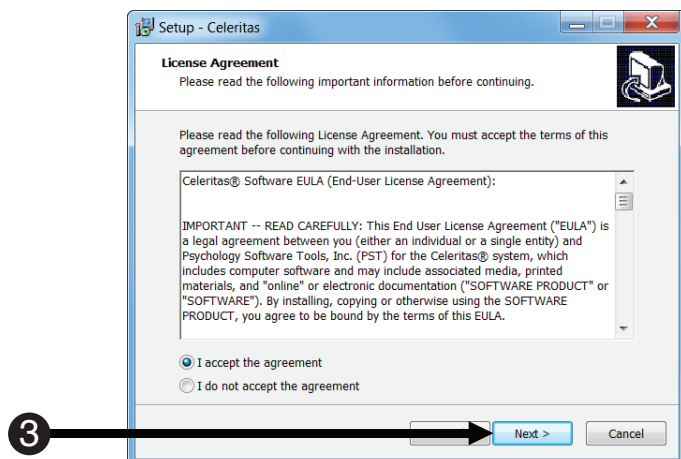 Setup - Celeritas
License Agreement
Please read the following important information before continuing.
Please read the following License Agreement. You must accept the terms of this
agreement before continuing with the installation.
Celeritas® Software EULA (End-User License Agreement):
IMPORTANT -- READ CAREFULLY: This End User License Agreement ("EULA") is
a legal agreement between you (either an individual or a single entity) and
Psychology Software Tools, Inc. (PST) for the Celeritas® system, which
includes computer software and may include associated media, printed
materials, and "online" or electronic documentation ("SOFTWARE PRODUCT" or
"SOFTWARE"). By installing, copying or otherwise using the SOFTWARE
PRODUCT, you agree to be bound by the terms of this EULA.
I accept the agreement
I do not accept the agreement
3 Next > Cancel